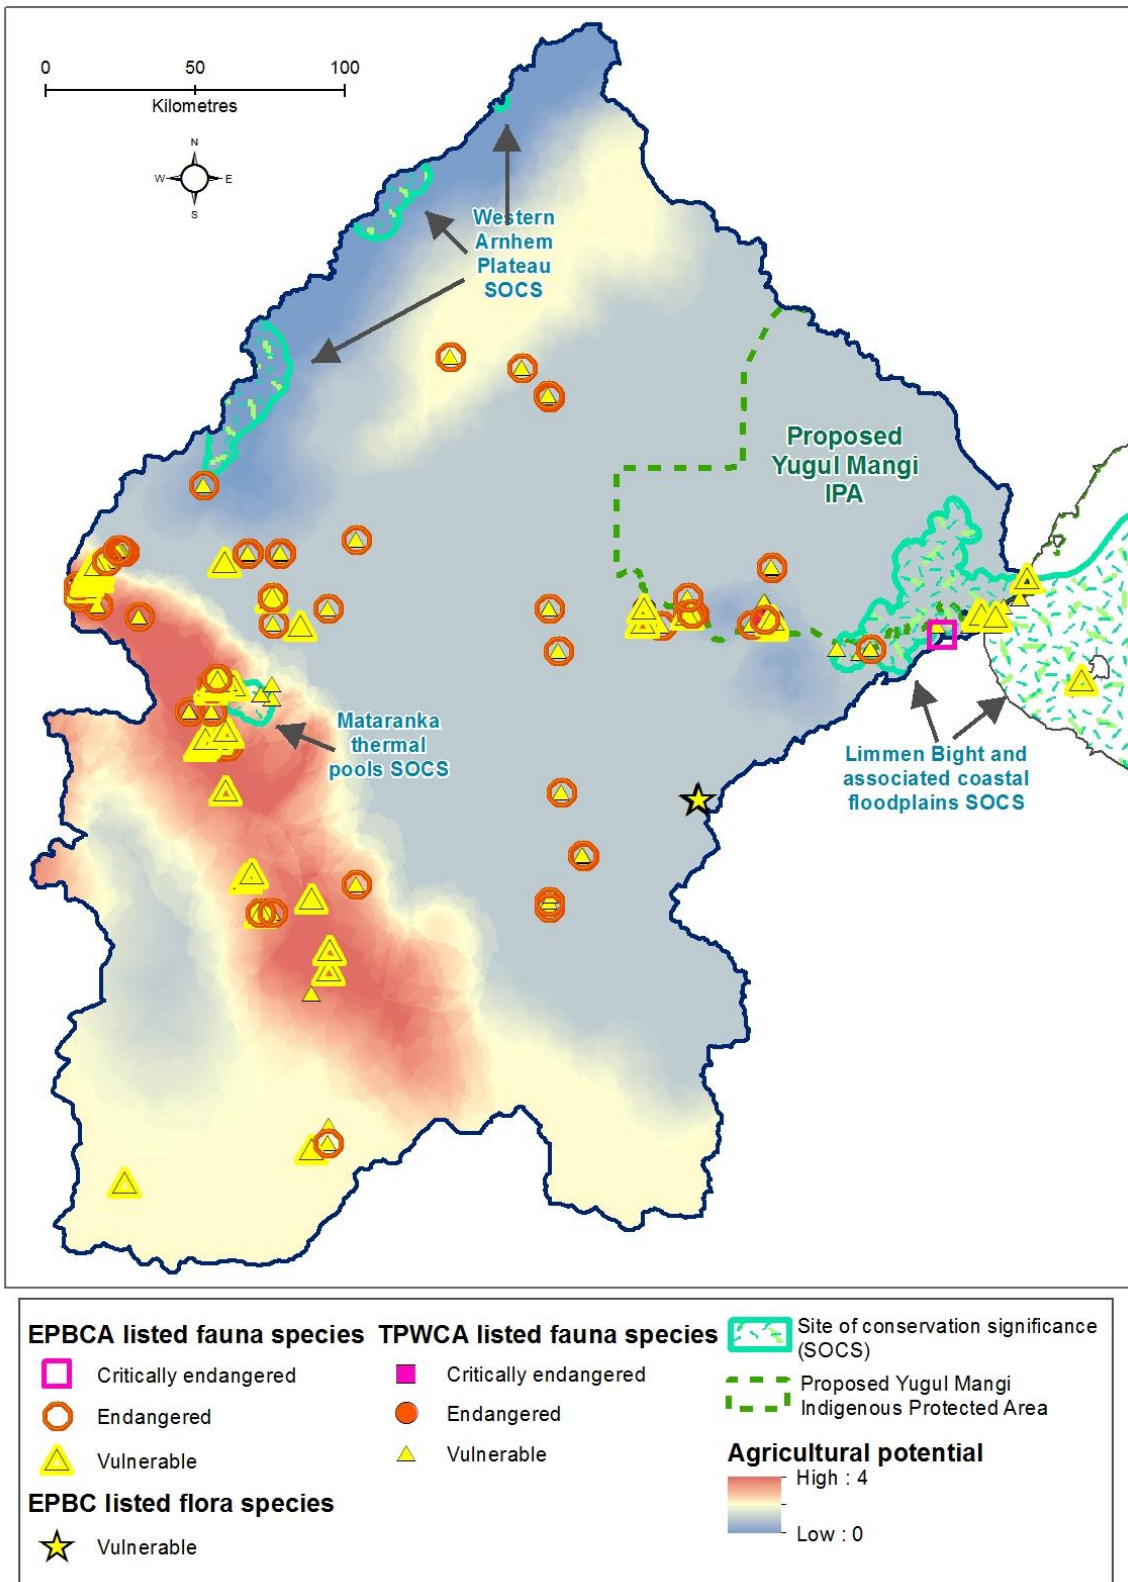 0 50 100
Kilometres
N
W E
S
Western
Arnhem
Plateau
SOCS
Proposed
Yugul Mangi
IPA
Mataranka
thermal
pools SOCS
Limmen Bight and
associated coastal
floodplains SOCS
EPBCA listed fauna species
Critically endangered
Endangered
Vulnerable
EPBC listed flora species
Vulnerable
TPWCA listed fauna species
Critically endangered
Endangered
Vulnerable
Site of conservation significance
(SOCS)
Proposed Yugul Mangi
Indigenous Protected Area
Agricultural potential
High : 4
Low : 0